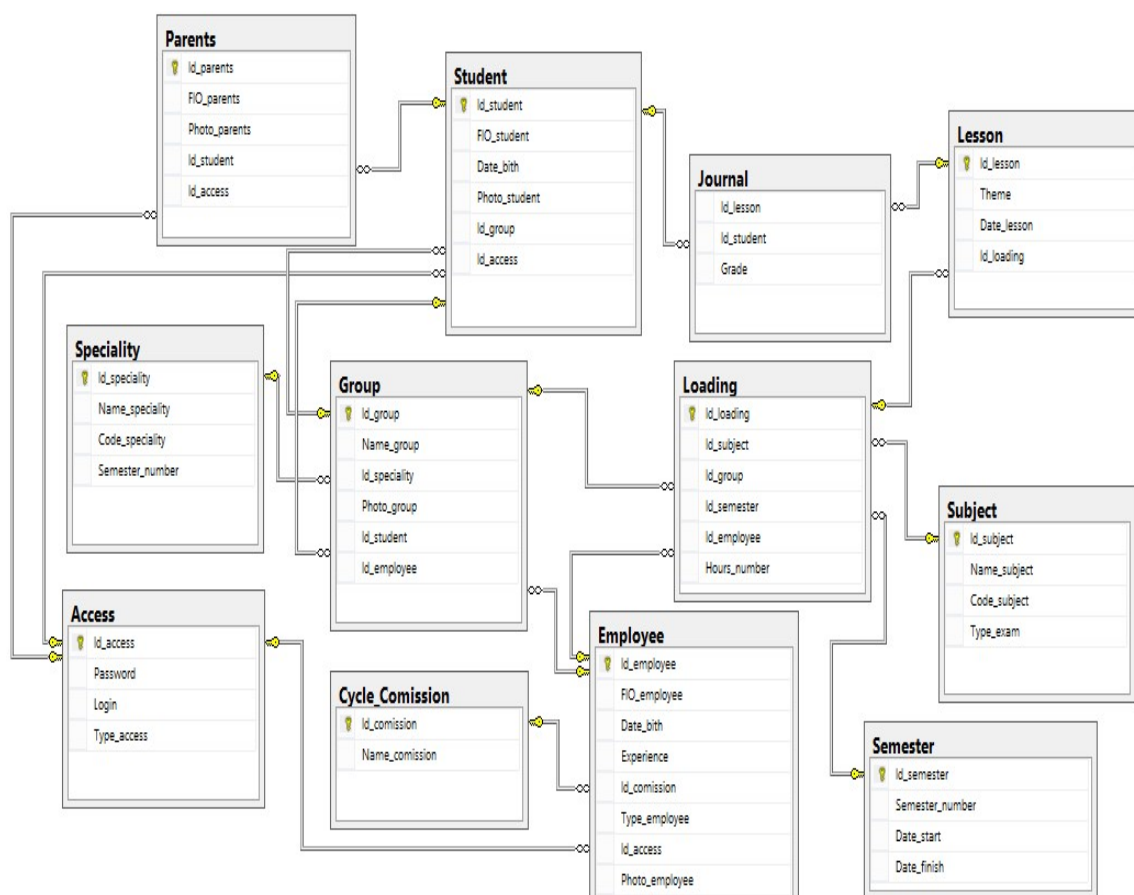 Parents
Id_parents
FIO_parents
Photo_parents
Id_student
Id_access
Student
Id_student
FIO_student
Date_bith
Photo_student
Id_group
Id_access
Journal
Id_lesson
Id_student
Grade
Lesson
Id_lesson
Theme
Date_lesson
Id_loading
Speciality
Id_speciality
Name_speciality
Code_speciality
Semester_number
Group
Id_group
Name_group
Id_speciality
Photo_group
Id_student
Id_employee
Loading
Id_loading
Id_subject
Id_group
Id_semester
Id_employee
Hours_number
Subject
Id_subject
Name_subject
Code_subject
Type_exam
Access
Id_access
Password
Login
Type_access
Cycle_Comission
Id_comission
Name_comission
Employee
Id_employee
FIO_employee
Date_bith
Experience
Id_comission
Type_employee
Id_access
Photo_employee
Semester
Id_semester
Semester_number
Date_start
Date_finish